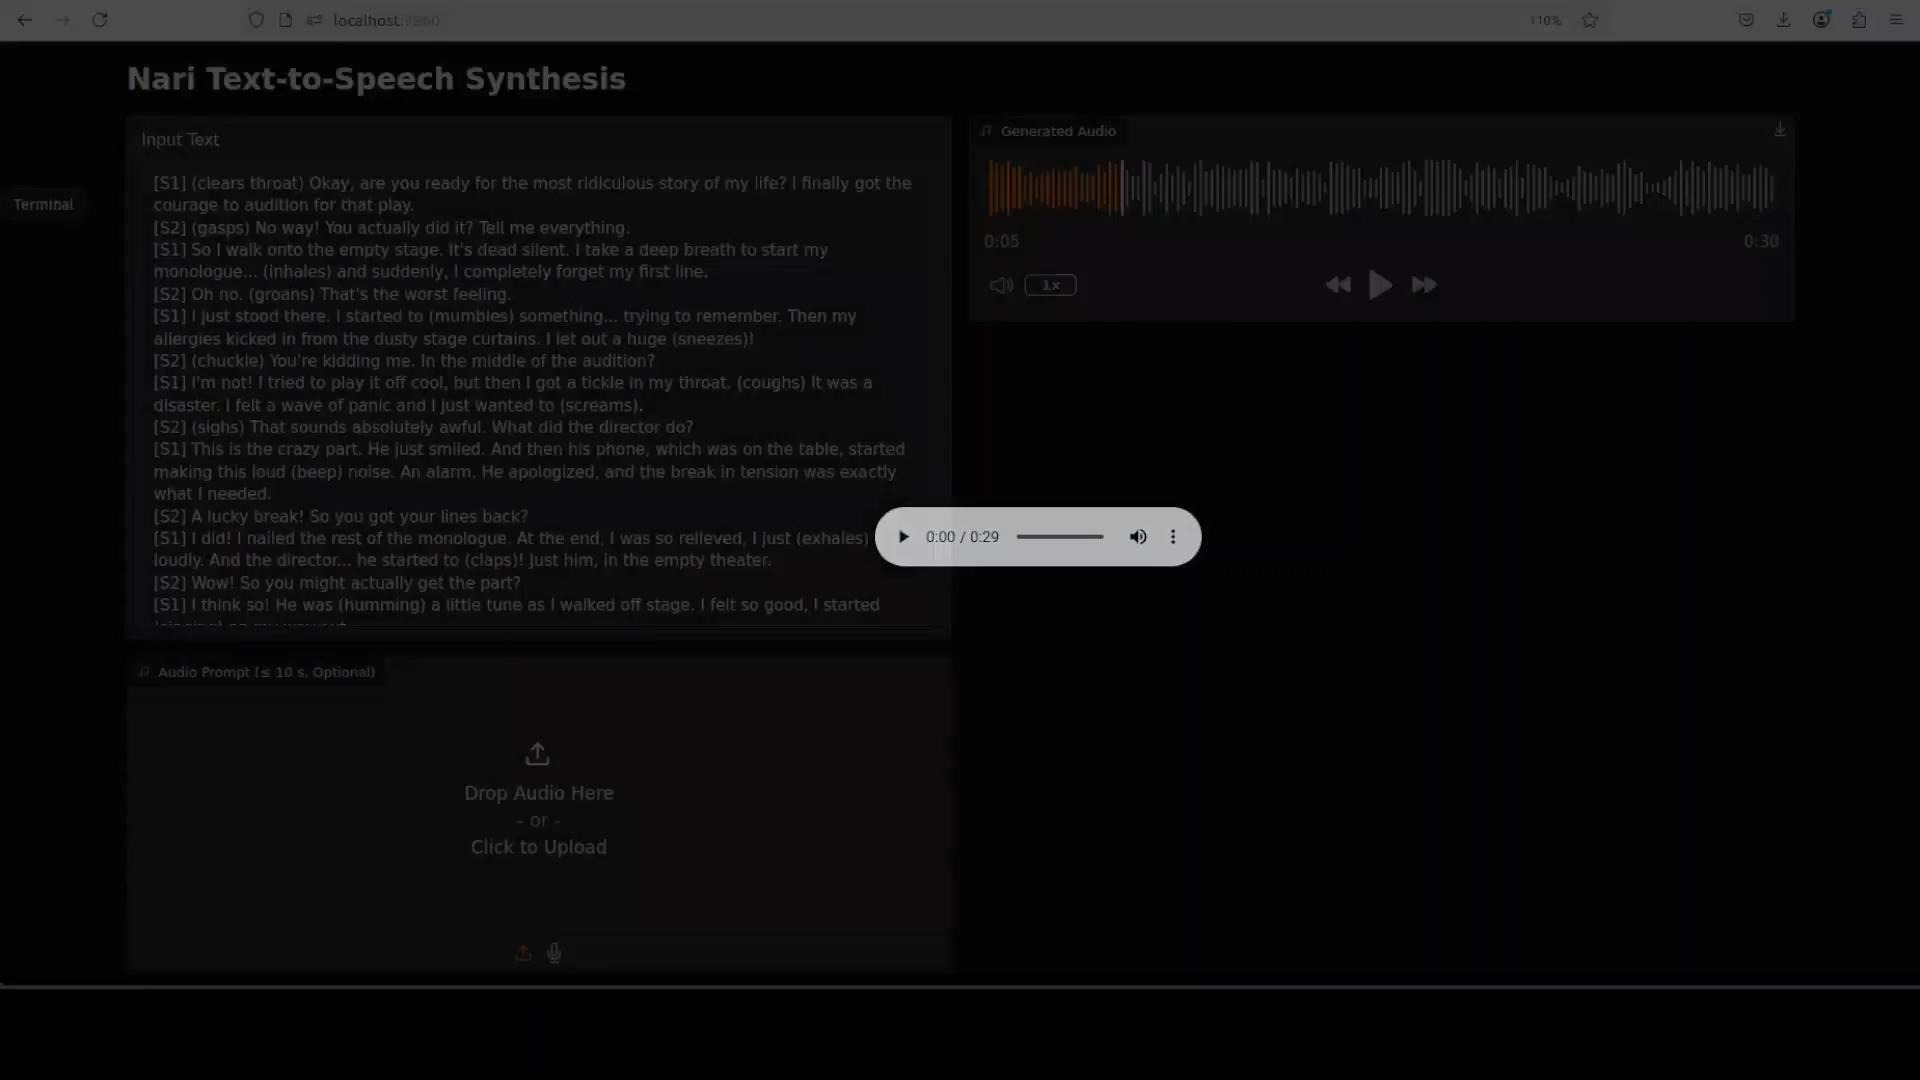 localhost:7860
110%
Nari Text-to-Speech Synthesis
Input Text
[S1] (clears throat) Okay, are you ready for the most ridiculous story of my life? I finally got the
courage to audition for that play.
[S2] (gasps) No way! You actually did it? Tell me everything.
[S1] So I walk onto the empty stage. It's dead silent. I take a deep breath to start my
monologue... (inhales) and suddenly, I completely forget my first line.
[S2] Oh no. (groans) That's the worst feeling.
[S1] I just stood there. I started to (mumbles) something... trying to remember. Then my
allergies kicked in from the dusty stage curtains. I let out a huge (sneezes)!
[S2] (chuckle) You're kidding me. In the middle of the audition?
[S1] I'm not! I tried to play it off cool, but then I got a tickle in my throat. (coughs) It was a
disaster. I felt a wave of panic and I just wanted to (screams).
[S2] (sighs) That sounds absolutely awful. What did the director do?
[S1] This is the crazy part. He just smiled. And then his phone, which was on the table, started
making this loud (beep) noise. An alarm. He apologized, and the break in tension was exactly
what I needed.
[S2] A lucky break! So you got your lines back?
[S1] I did! I nailed the rest of the monologue. At the end, I was so relieved, I just (exhales)
loudly. And the director... he started to (claps)! Just him, in the empty theater.
[S2] Wow! So you might actually get the part?
[S1] I think so! He was (humming) a little tune as I walked off stage. I felt so good, I started
Terminal
Generated Audio
0:05
0:30
1x
0:00 / 0:29
Audio Prompt (≤ 10 s, Optional)
Drop Audio Here
- or -
Click to Upload